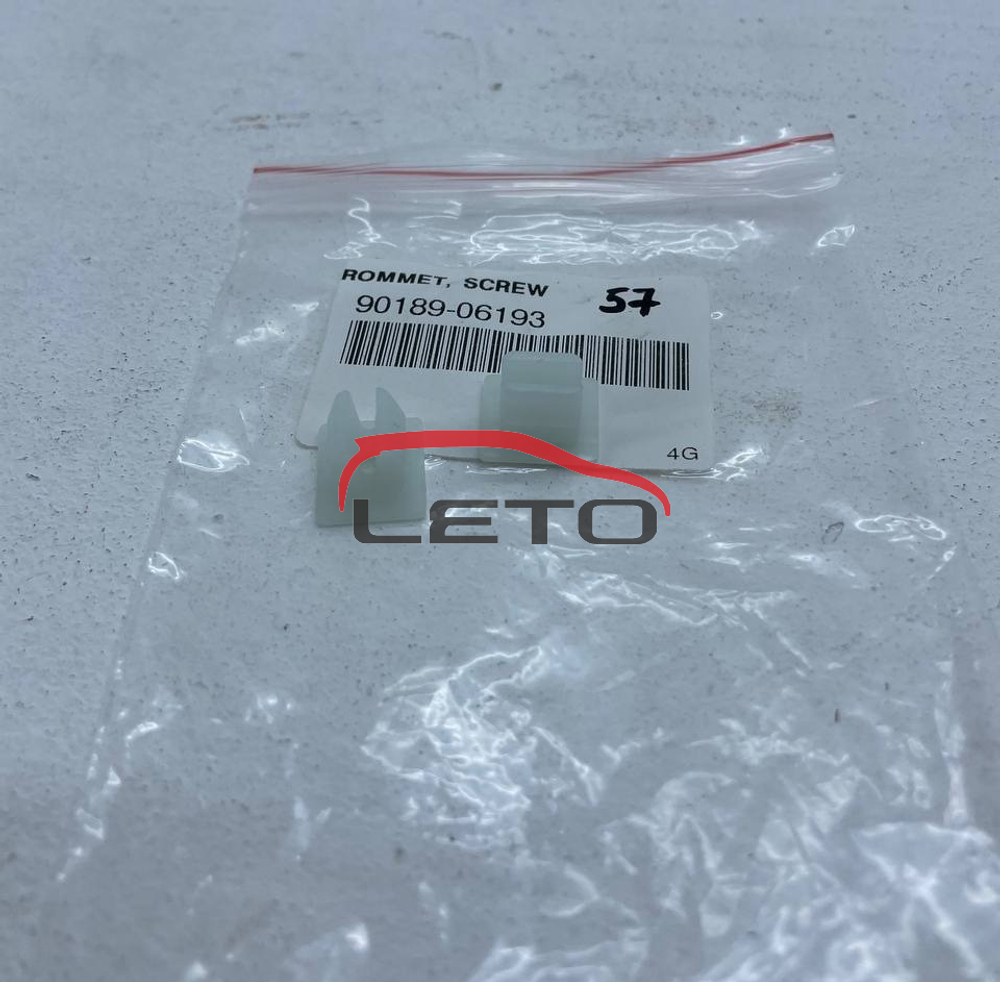 ROMMET, SCREW
57
90189-06193
4G
LETO